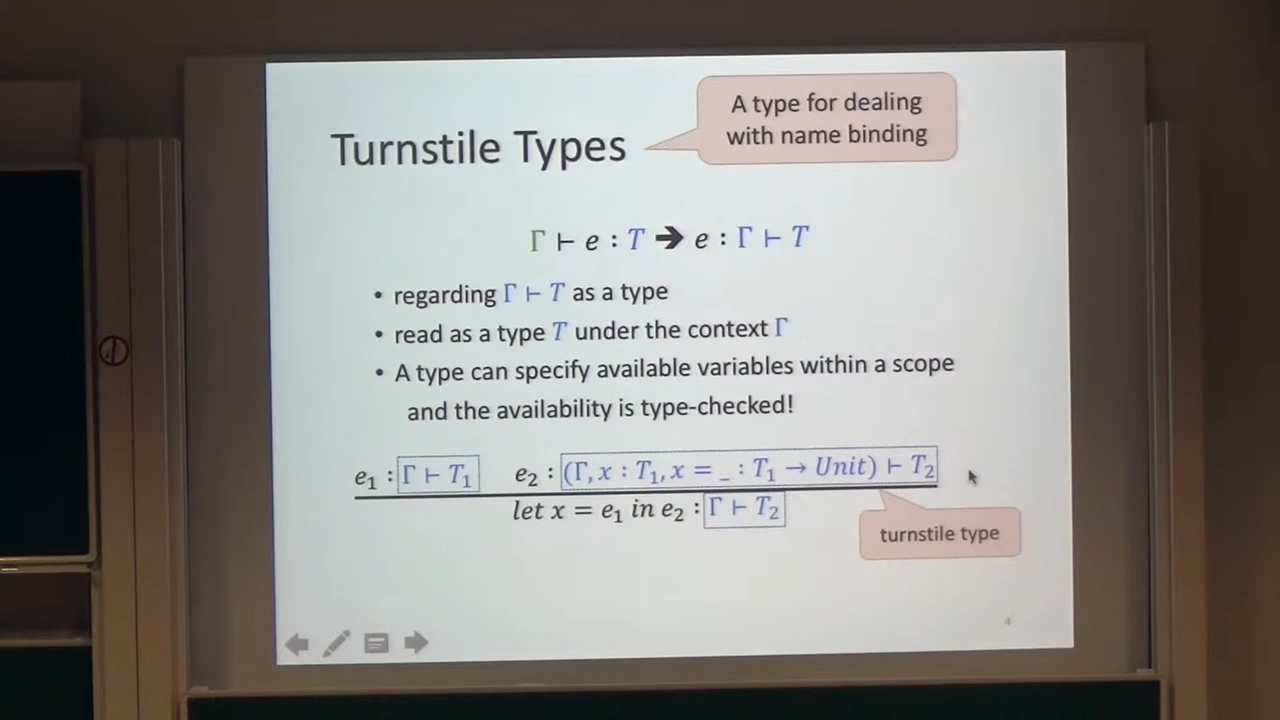 A type for dealing
with name binding
Turnstile Types
Γ ⊢ e : T ➔ e : Γ ⊢ T
• regarding Γ ⊢ T as a type
• read as a type T under the context Γ
• A type can specify available variables within a scope
and the availability is type-checked!
e₁ : Γ ⊢ T₁ e₂ : (Γ, x : T₁, x = _ : T₁ → Unit) ⊢ T₂
let x = e₁ in e₂ : Γ ⊢ T₂
turnstile type
4